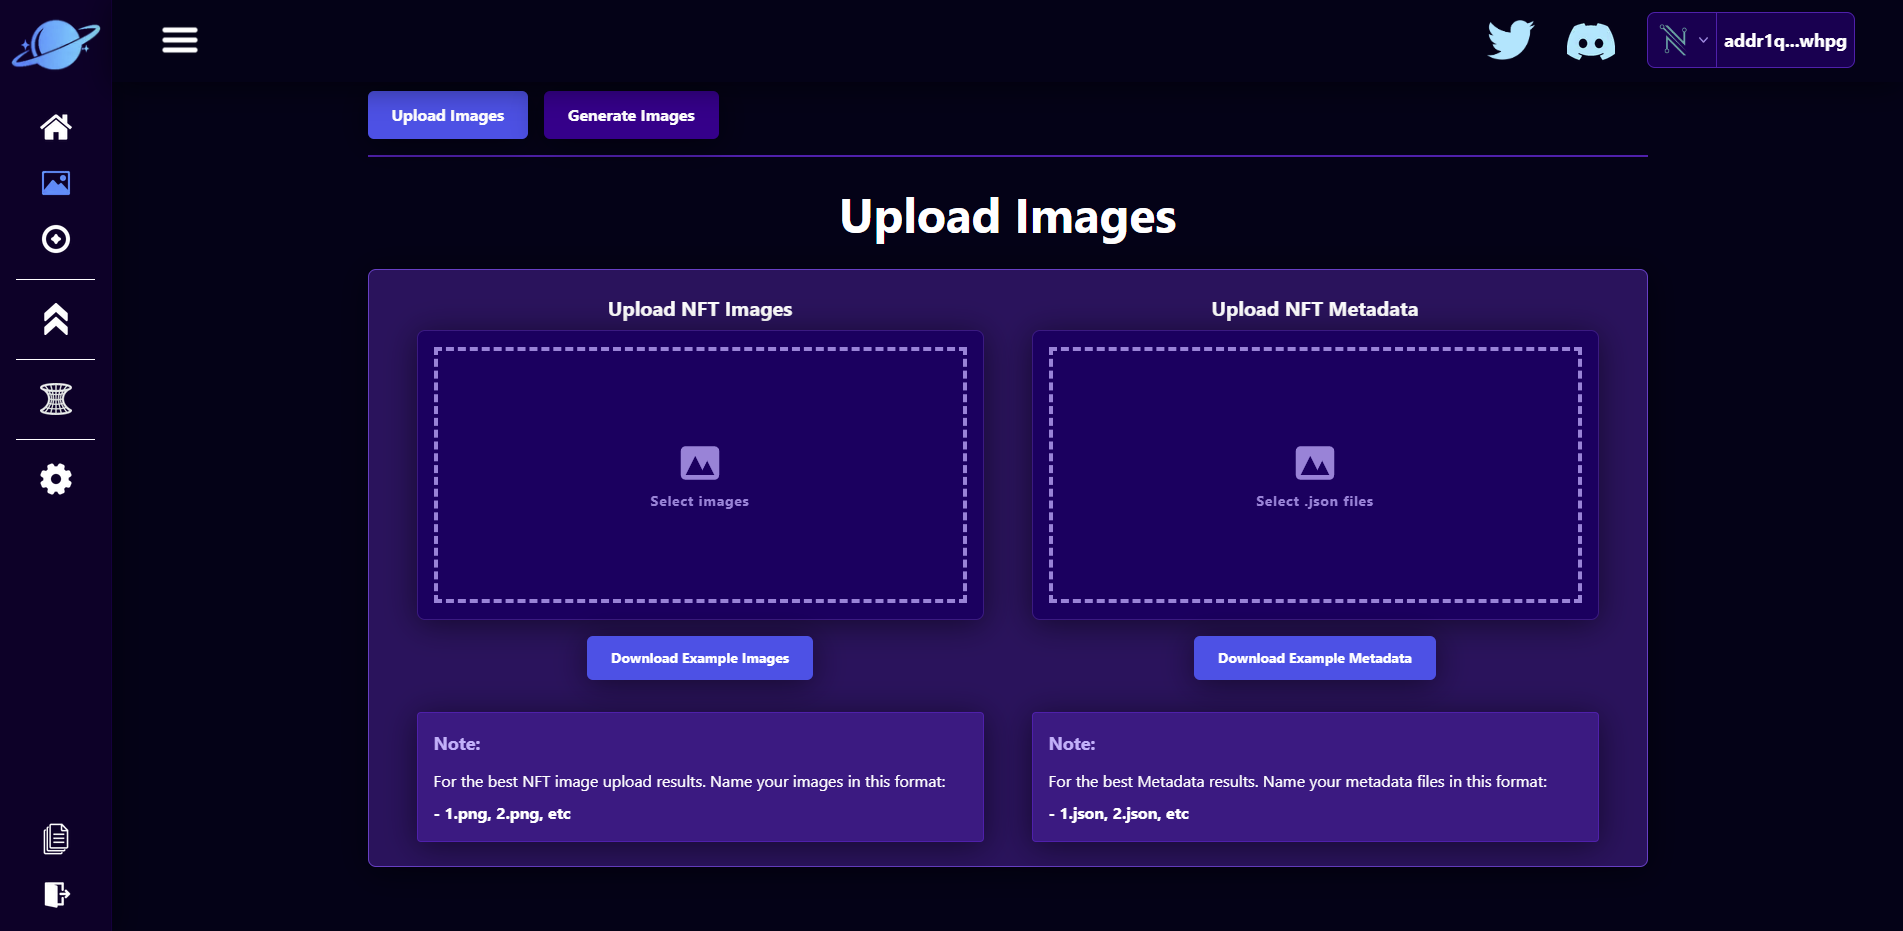 addr1q...whpg
Upload Images
Generate Images
Upload Images
Upload NFT Images
Select images
Download Example Images
Note:
For the best NFT image upload results. Name your images in this format:
- 1.png, 2.png, etc
Upload NFT Metadata
Select .json files
Download Example Metadata
Note:
For the best Metadata results. Name your metadata files in this format:
- 1.json, 2.json, etc